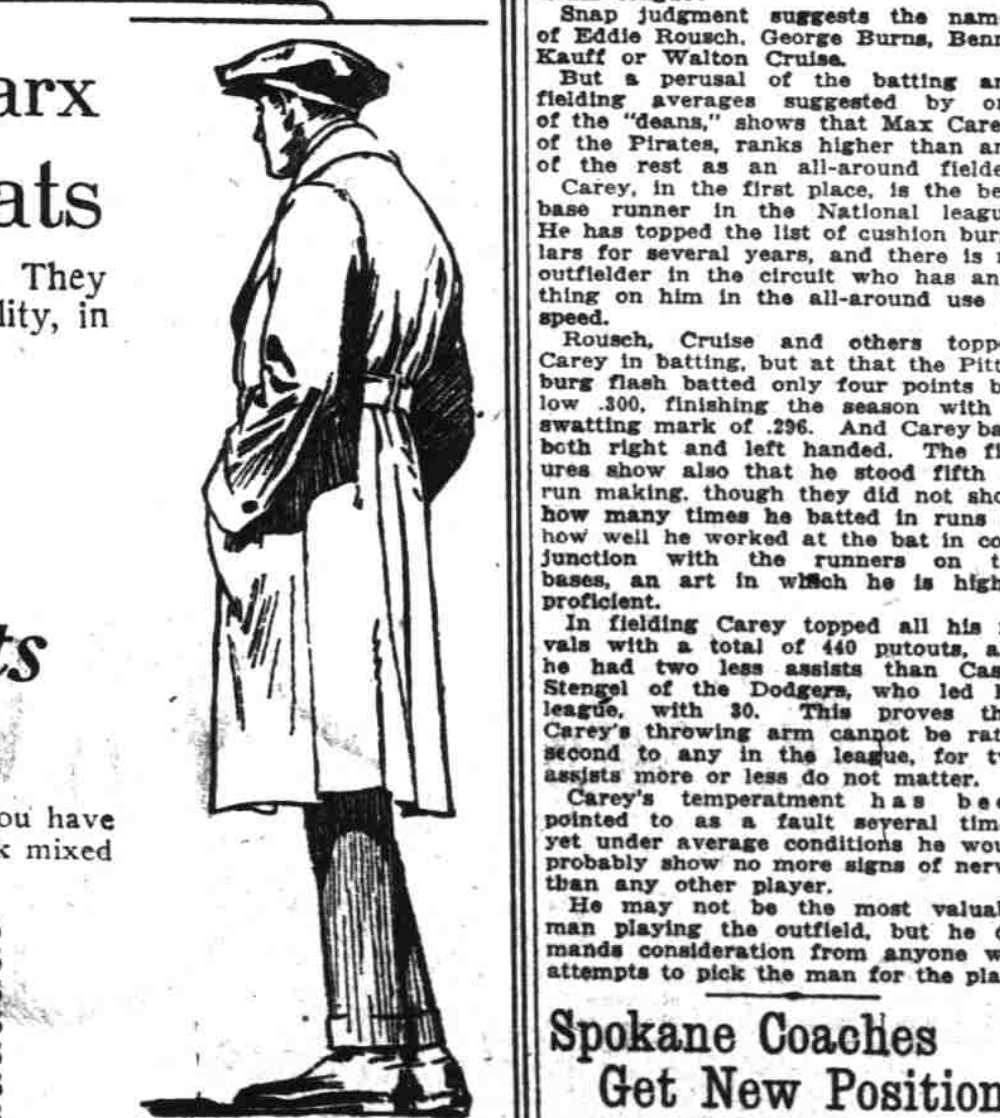 arx
ats
They
lity, in
ts
ou have
k mixed
Snap judgment suggests the nam
of Eddie Rousch, George Burns, Benn
Kauff or Walton Cruise.
But a perusal of the batting an
fielding averages suggested by on
of the "deans," shows that Max Care
of the Pirates, ranks higher than an
of the rest as an all-around fielde
Carey, in the first place, is the be
base runner in the National leagu
He has topped the list of cushion burg
lars for several years, and there is n
outfielder in the circuit who has an
thing on him in the all-around use
speed.
Rousch, Cruise and others toppe
Carey in batting, but at that the Pitt
burg flash batted only four points b
low .300, finishing the season with
swatting mark of .296. And Carey ba
both right and left handed. The fi
ures show also that he stood fifth
run making, though they did not sho
how many times he batted in runs
how well he worked at the bat in co
junction with the runners on t
bases, an art in which he is high
proficient.
In fielding Carey topped all his
vals with a total of 440 putouts, a
he had two less assists than Cas
Stengel of the Dodgers, who led
league, with 30. This proves th
Carey's throwing arm cannot be rat
second to any in the league, for tw
assists more or less do not matter.
Carey's temperatment has bee
pointed to as a fault several tim
yet under average conditions he wou
probably show no more signs of nerv
than any other player.
He may not be the most valua
man playing the outfield, but he
mands consideration from anyone w
attempts to pick the man for the pla
Spokane Coaches
Get New Position